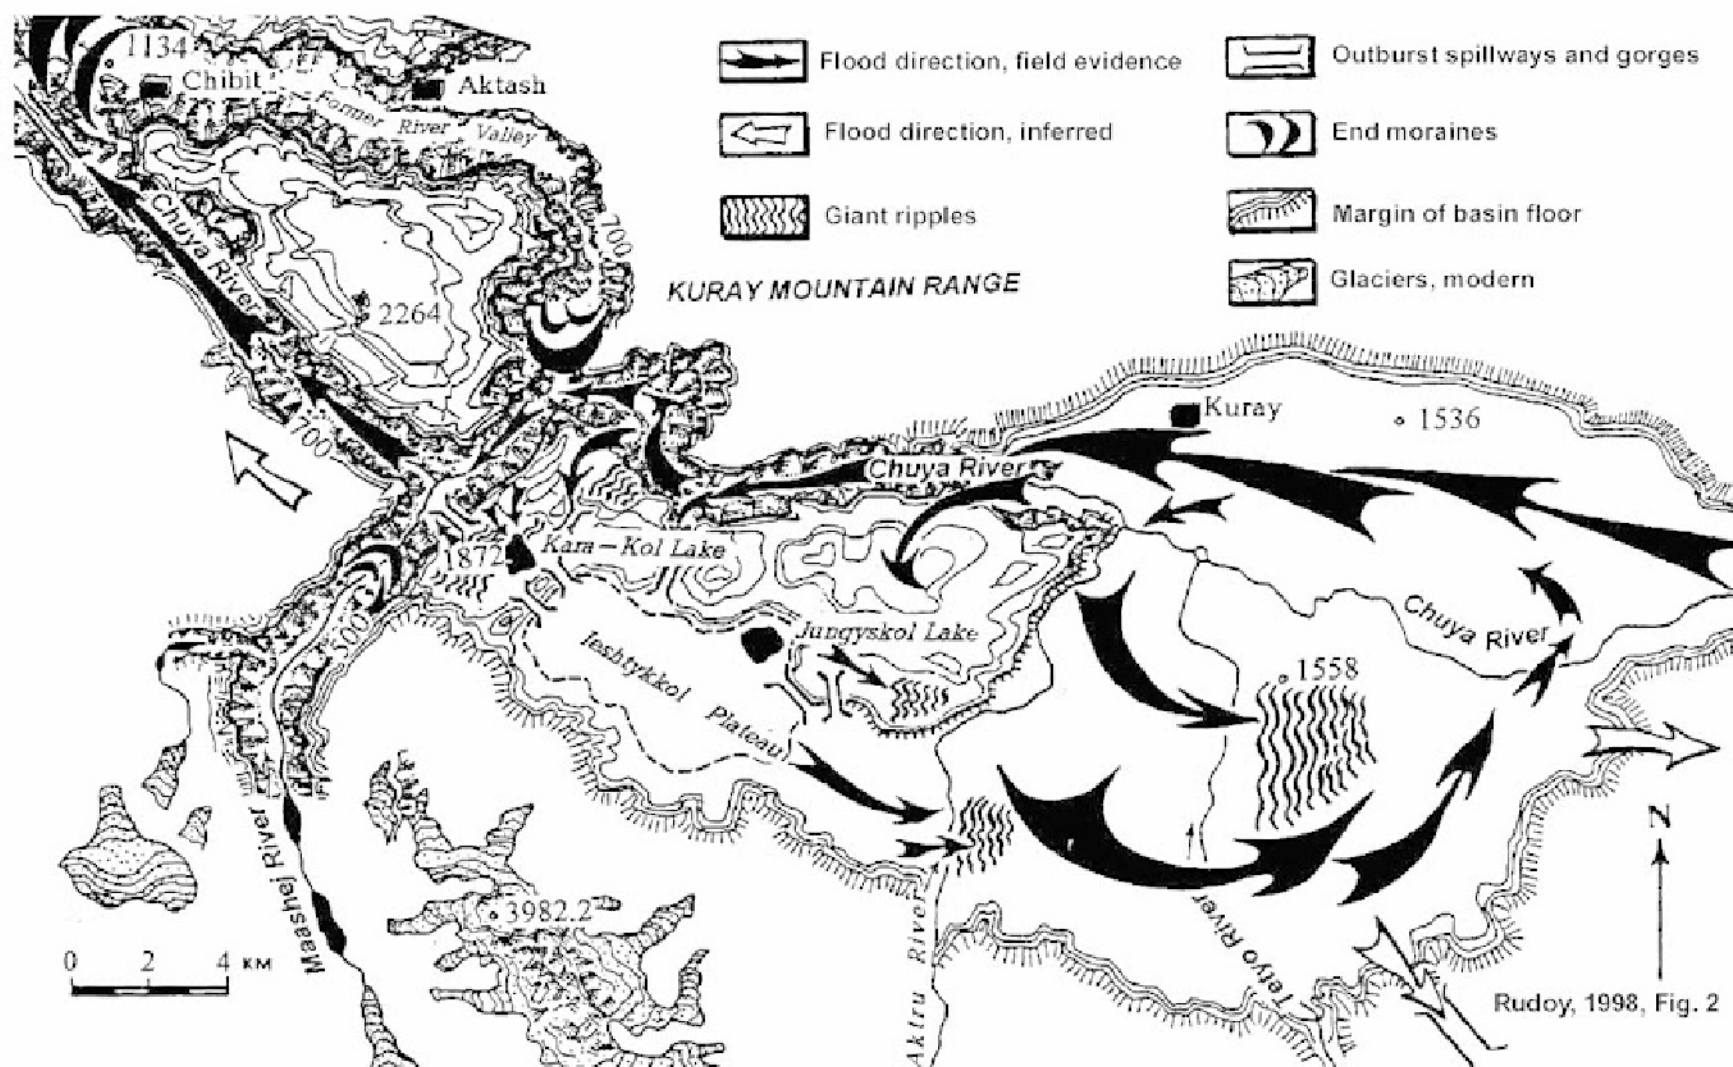 1134
Chibit
Aktash
Former River Valley
Flood direction, field evidence
Flood direction, inferred
Giant ripples
Outburst spillways and gorges
End moraines
Margin of basin floor
Glaciers, modern
Chuya River
700
KURAY MOUNTAIN RANGE
2264
700
Kuray
1536
Chuya River
1872
Kara-Kol Lake
Chuya River
1500
Jungyskol Lake
Ieshtykkol Plateau
1558
Maashej River
3982.2
Aktru River
Tetyo River
N
0 2 4 км
Rudoy, 1998, Fig. 2